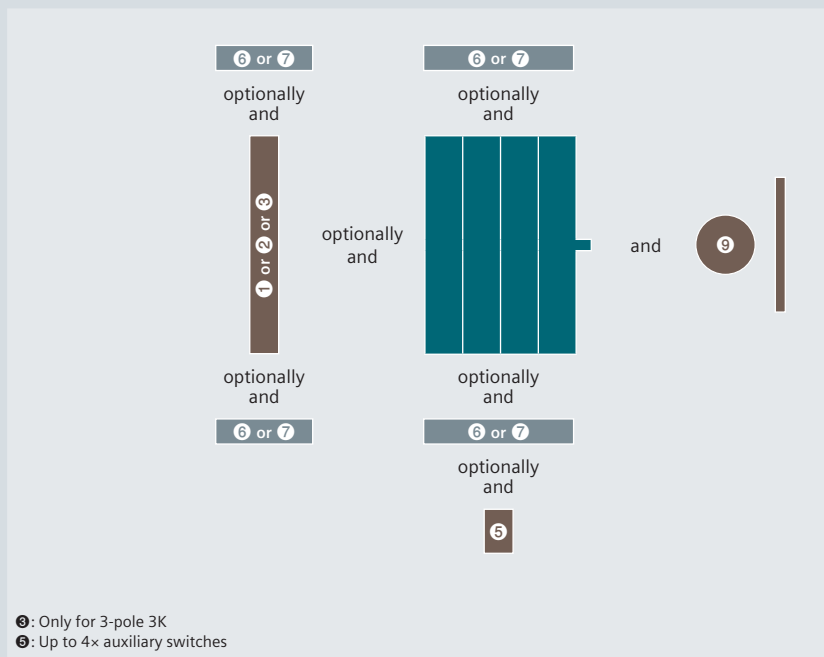 ❻ or ❼
❻ or ❼
optionally
and
optionally
and
❶ or ❷ or ❸
optionally
and
and
❾
optionally
and
optionally
and
❻ or ❼
❻ or ❼
optionally
and
❺
❸: Only for 3-pole 3K
❺: Up to 4× auxiliary switches